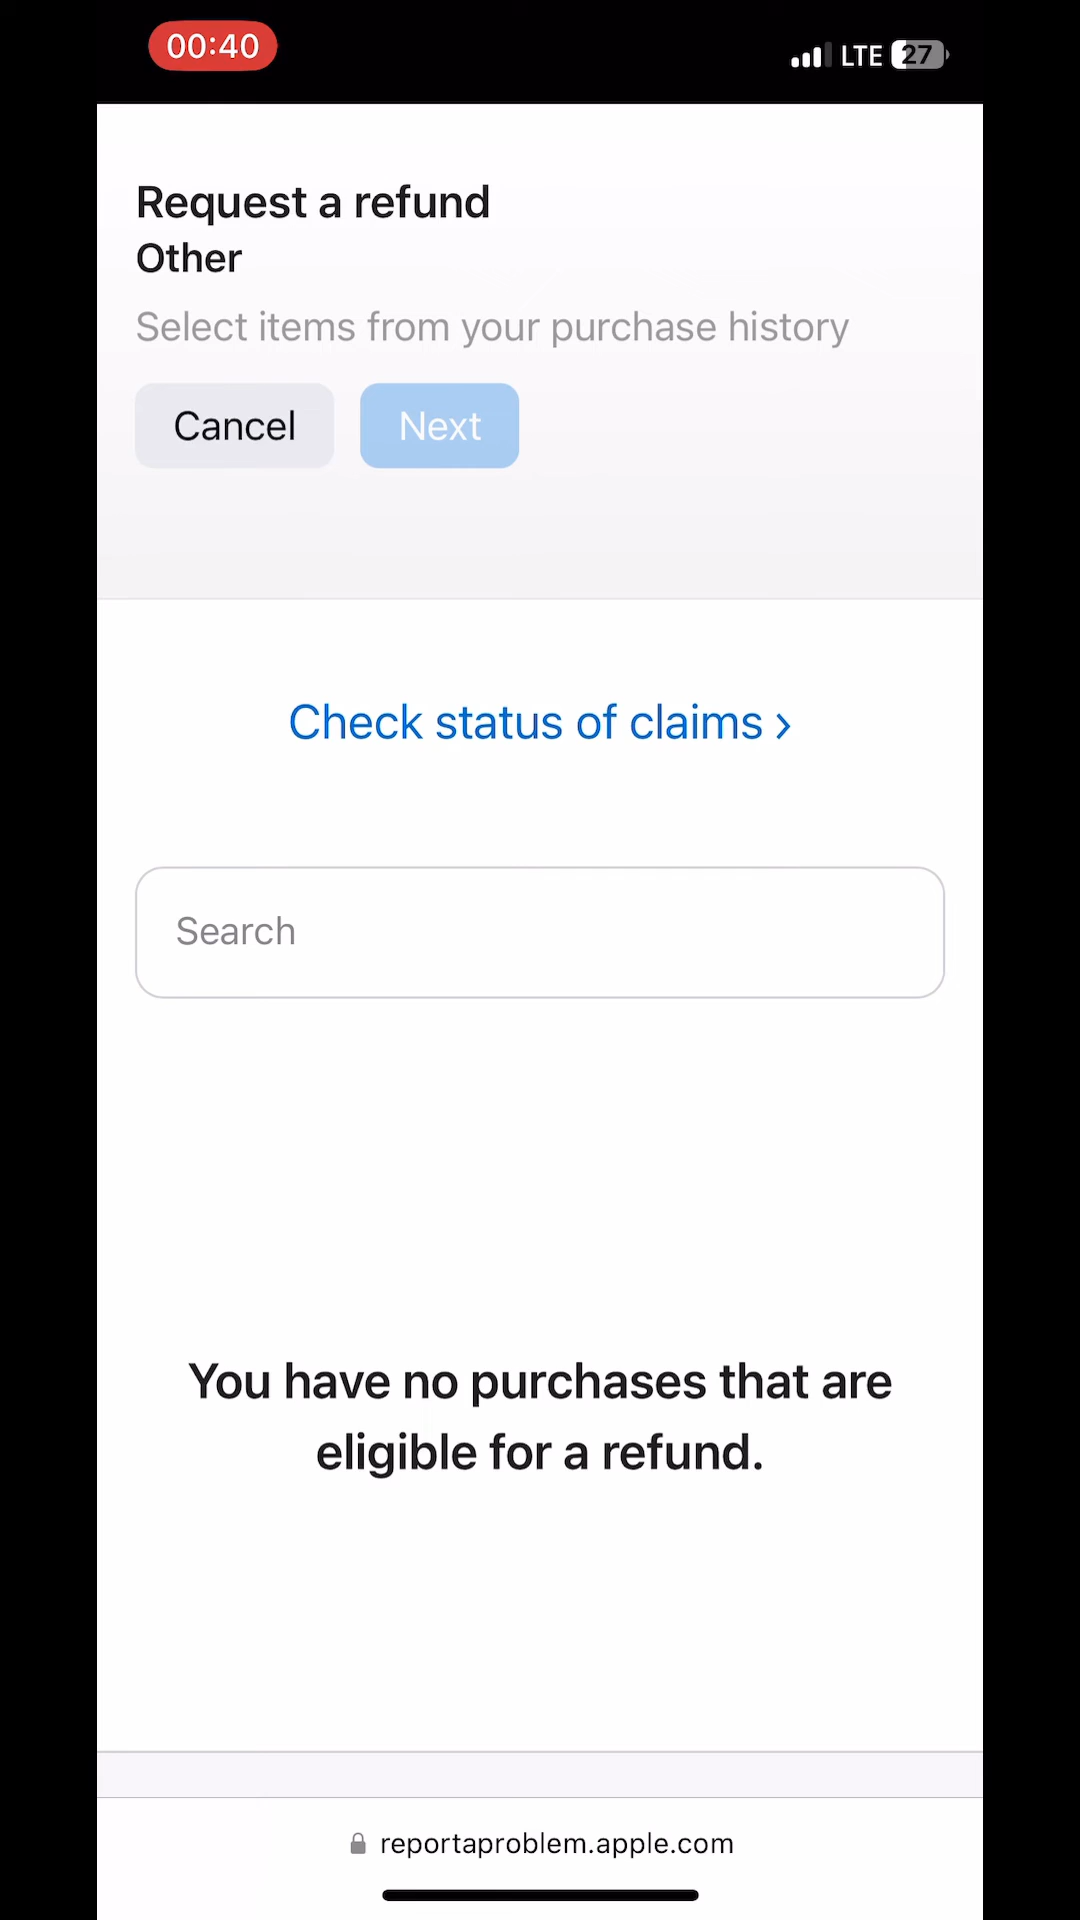 00:40
LTE 27
Request a refund
Other
Select items from your purchase history
Cancel Next
Check status of claims ›
Search
You have no purchases that are
eligible for a refund.
reportaproblem.apple.com